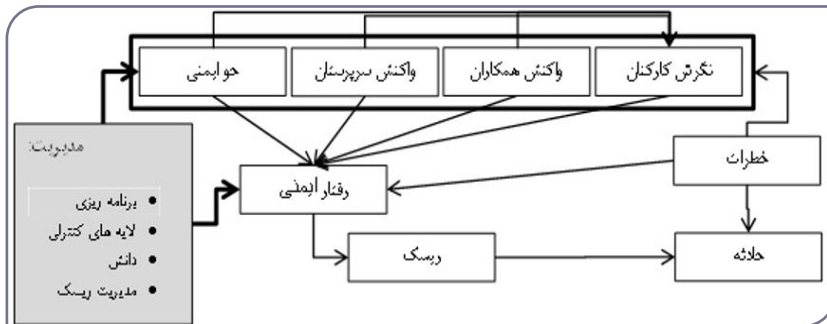 نگرش کارکنان
واکنش همکاران
واکنش سرپرستان
جو ایمنی
مدیریت:
برنامه ریزی
لایه های کنترلی
دانش
مدیریت ریسک
رفتار ایمنی
خطرات
ریسک
حادثه